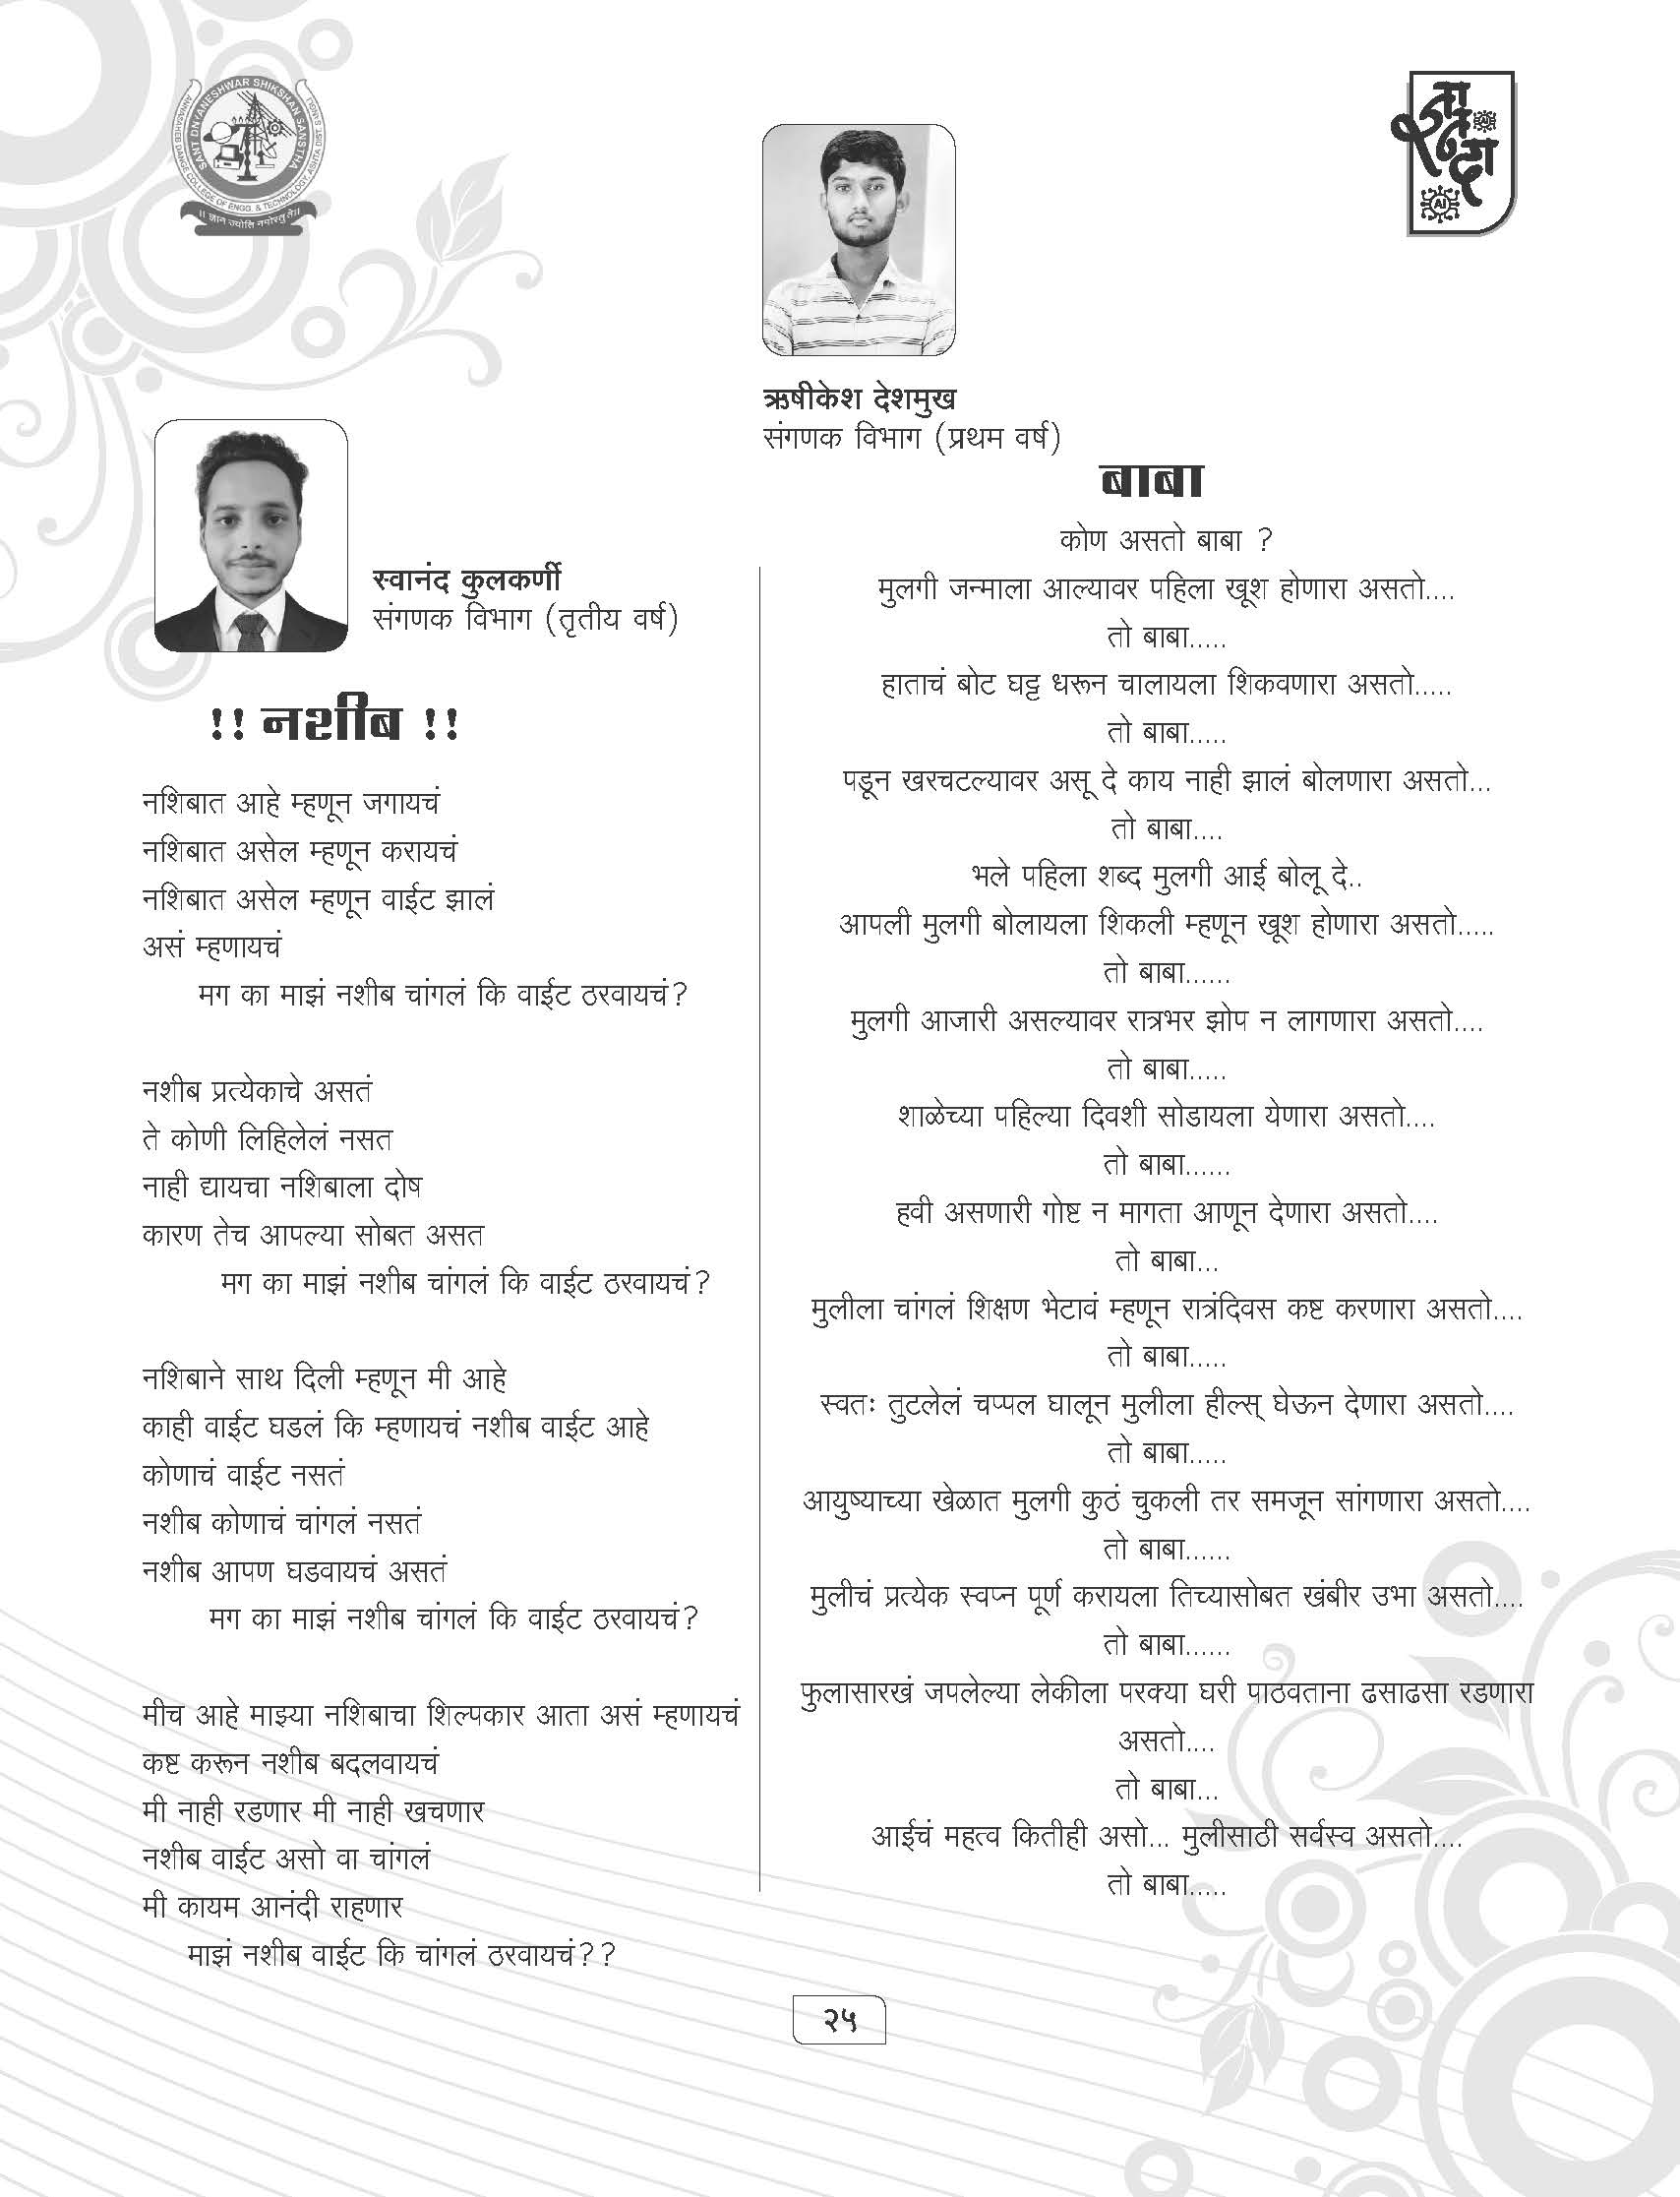 SANT DNYANESHWAR SHIKSHAN SANSTHA
ANNASAHEB DANGE COLLEGE OF ENGG. & TECHNOLOGY, ASHTA DIST. SANGLI
।। ज्ञान ज्योति नमोस्तु ते।।
AI
AI
स्वानंद कुलकर्णी
संगणक विभाग (तृतीय वर्ष)
!! नशीब !!
नशिबात आहे म्हणून जगायचं
नशिबात असेल म्हणून करायचं
नशिबात असेल म्हणून वाईट झालं
असं म्हणायचं
मग का माझं नशीब चांगलं कि वाईट ठरवायचं?
नशीब प्रत्येकाचे असतं
ते कोणी लिहिलेलं नसत
नाही द्यायचा नशिबाला दोष
कारण तेच आपल्या सोबत असत
मग का माझं नशीब चांगलं कि वाईट ठरवायचं?
नशिबाने साथ दिली म्हणून मी आहे
काही वाईट घडलं कि म्हणायचं नशीब वाईट आहे
कोणाचं वाईट नसतं
नशीब कोणाचं चांगलं नसतं
नशीब आपण घडवायचं असतं
मग का माझं नशीब चांगलं कि वाईट ठरवायचं?
मीच आहे माझ्या नशिबाचा शिल्पकार आता असं म्हणायचं
कष्ट करून नशीब बदलवायचं
मी नाही रडणार मी नाही खचणार
नशीब वाईट असो वा चांगलं
मी कायम आनंदी राहणार
माझं नशीब वाईट कि चांगलं ठरवायचं??
ऋषीकेश देशमुख
संगणक विभाग (प्रथम वर्ष)
बाबा
कोण असतो बाबा ?
मुलगी जन्माला आल्यावर पहिला खूश होणारा असतो....
तो बाबा.....
हाताचं बोट घट्ट धरून चालायला शिकवणारा असतो.....
तो बाबा.....
पडून खरचटल्यावर असू दे काय नाही झालं बोलणारा असतो...
तो बाबा....
भले पहिला शब्द मुलगी आई बोलू दे..
आपली मुलगी बोलायला शिकली म्हणून खूश होणारा असतो.....
तो बाबा......
मुलगी आजारी असल्यावर रात्रभर झोप न लागणारा असतो....
तो बाबा.....
शाळेच्या पहिल्या दिवशी सोडायला येणारा असतो....
तो बाबा......
हवी असणारी गोष्ट न मागता आणून देणारा असतो....
तो बाबा...
मुलीला चांगलं शिक्षण भेटावं म्हणून रात्रंदिवस कष्ट करणारा असतो....
तो बाबा.....
स्वतः तुटलेलं चप्पल घालून मुलीला हील्स् घेऊन देणारा असतो....
तो बाबा.....
आयुष्याच्या खेळात मुलगी कुठं चुकली तर समजून सांगणारा असतो....
तो बाबा......
मुलीचं प्रत्येक स्वप्न पूर्ण करायला तिच्यासोबत खंबीर उभा असतो....
तो बाबा......
फुलासारखं जपलेल्या लेकीला परक्या घरी पाठवताना ढसाढसा रडणारा
असतो....
तो बाबा...
आईचं महत्व कितीही असो... मुलीसाठी सर्वस्व असतो....
तो बाबा.....
२५